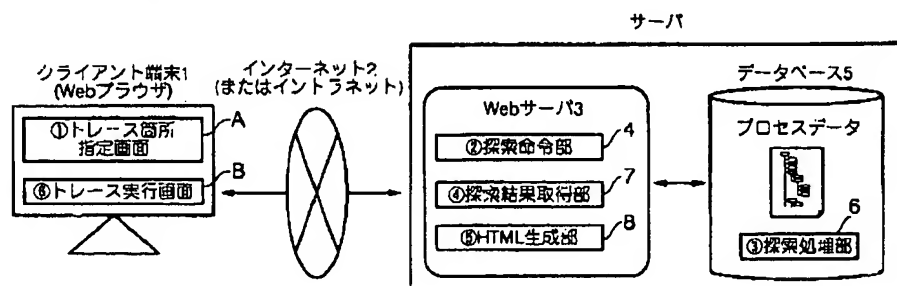 サーバ
クライアント端末1
(Webブラウザ)
①トレース箇所
指定画面
A
⑥トレース実行画面
B
インターネット2
(またはイントラネット)
Webサーバ3
②探索命令部
4
④探索結果取得部
7
⑤HTML生成部
8
データベース5
プロセスデータ
6
③探索処理部